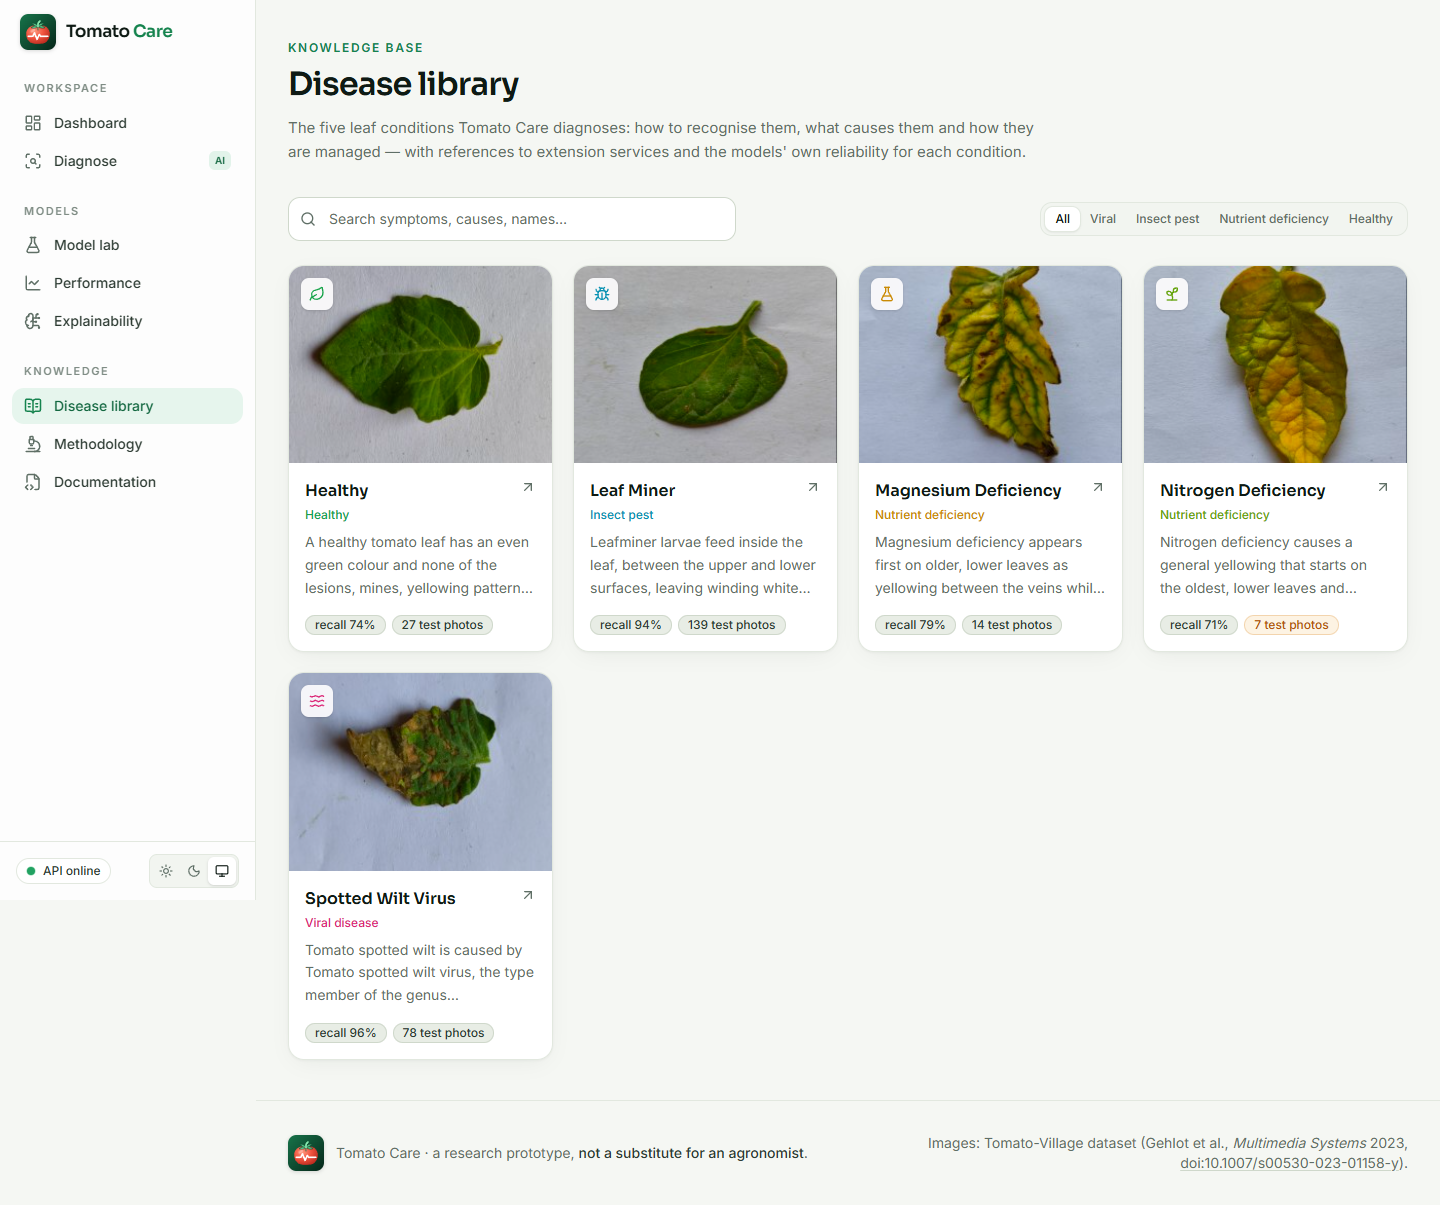 Tomato Care
WORKSPACE
Dashboard
Diagnose
AI
MODELS
Model lab
Performance
Explainability
KNOWLEDGE
Disease library
Methodology
Documentation
API online
KNOWLEDGE BASE
Disease library
The five leaf conditions Tomato Care diagnoses: how to recognise them, what causes them and how they
are managed — with references to extension services and the models' own reliability for each condition.
Search symptoms, causes, names...
All
Viral
Insect pest
Nutrient deficiency
Healthy
Healthy
Healthy
A healthy tomato leaf has an even
green colour and none of the
lesions, mines, yellowing pattern...
recall 74%
27 test photos
Leaf Miner
Insect pest
Leafminer larvae feed inside the
leaf, between the upper and lower
surfaces, leaving winding white...
recall 94%
139 test photos
Magnesium Deficiency
Nutrient deficiency
Magnesium deficiency appears
first on older, lower leaves as
yellowing between the veins whil...
recall 79%
14 test photos
Nitrogen Deficiency
Nutrient deficiency
Nitrogen deficiency causes a
general yellowing that starts on
the oldest, lower leaves and...
recall 71%
7 test photos
Spotted Wilt Virus
Viral disease
Tomato spotted wilt is caused by
Tomato spotted wilt virus, the type
member of the genus...
recall 96%
78 test photos
Tomato Care · a research prototype, not a substitute for an agronomist.
Images: Tomato-Village dataset (Gehlot et al., Multimedia Systems 2023,
doi:10.1007/s00530-023-01158-y).